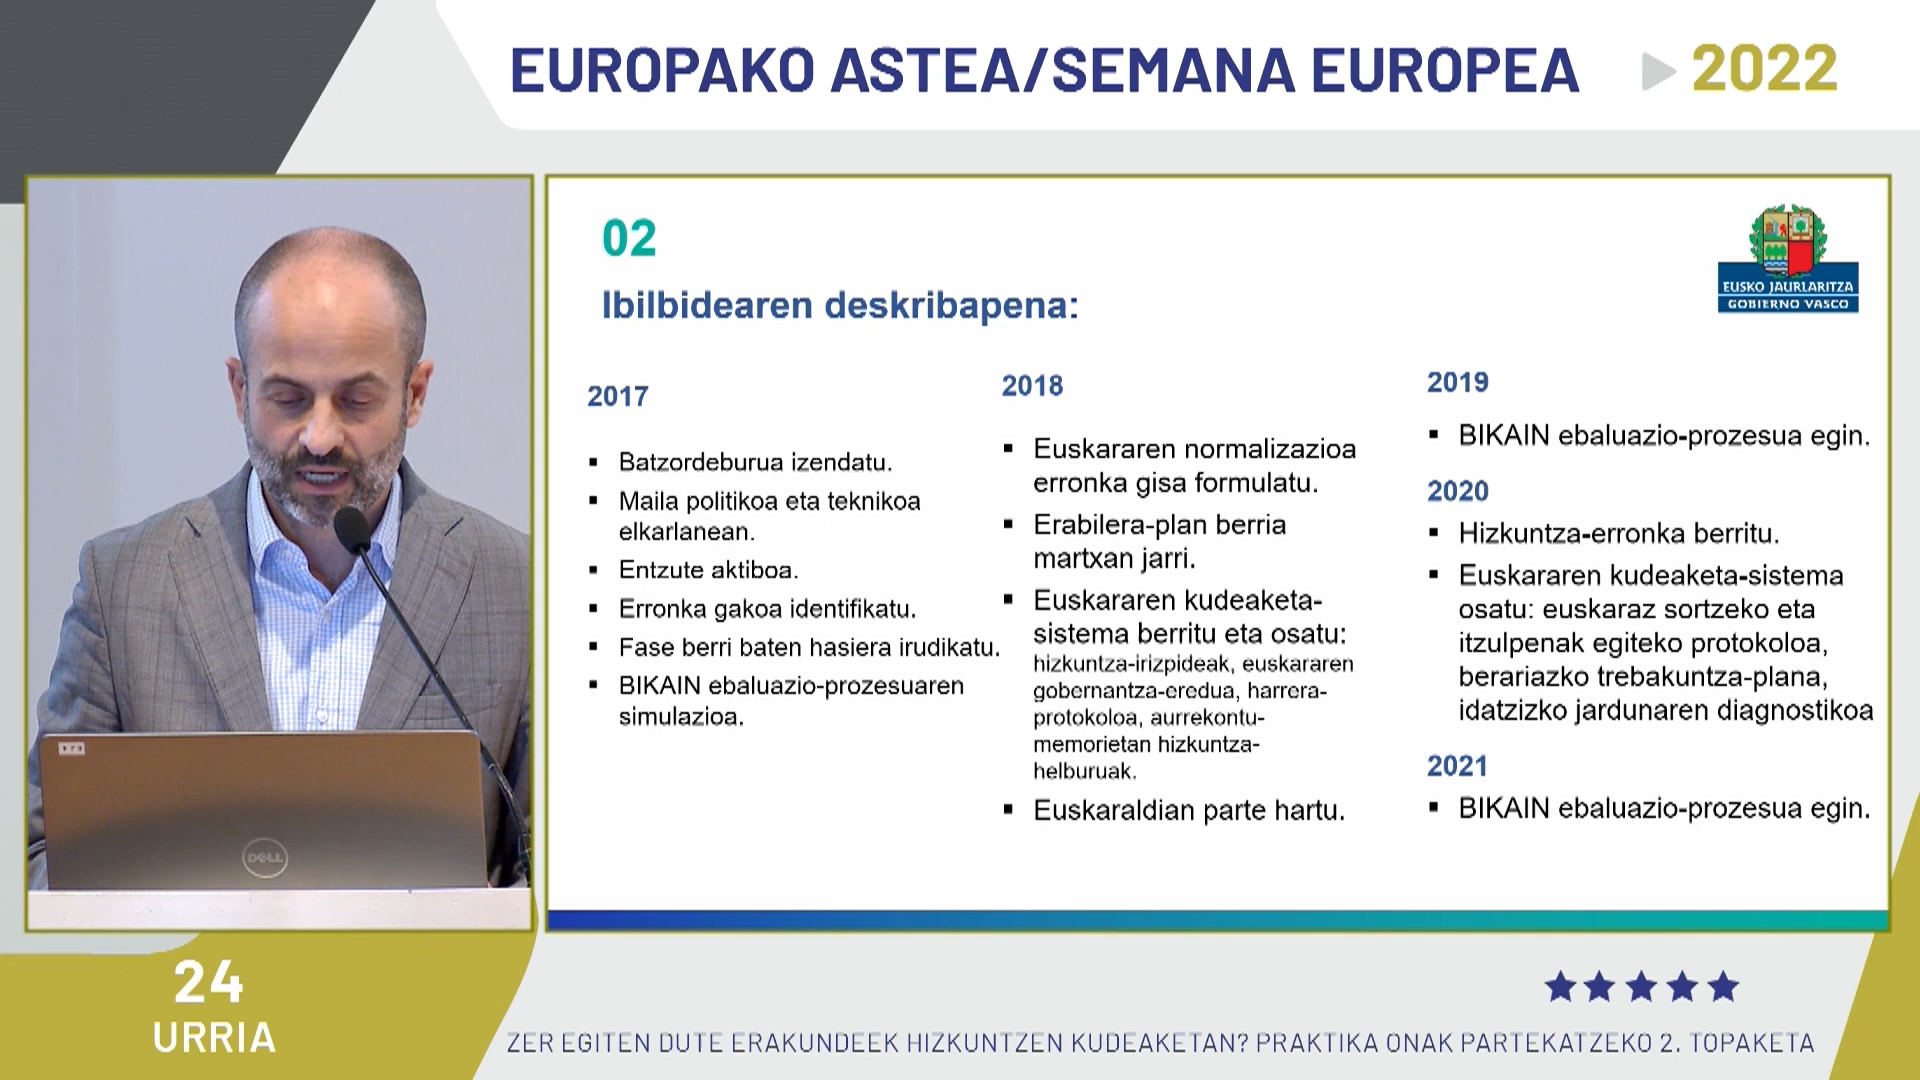 EUROPAKO ASTEA/SEMANA EUROPEA 2022
02
EUSKO JAURLARITZA
GOBIERNO VASCO
Ibilbidearen deskribapena:
2017
Batzordeburua izendatu.
Maila politikoa eta teknikoa
elkarlanean.
Entzute aktiboa.
Erronka gakoa identifikatu.
Fase berri baten hasiera irudikatu.
BIKAIN ebaluazio-prozesuaren
simulazioa.
2018
Euskararen normalizazioa
erronka gisa formulatu.
Erabilera-plan berria
martxan jarri.
Euskararen kudeaketa-
sistema berritu eta osatu:
hizkuntza-irizpideak, euskararen
gobernantza-eredua, harrera-
protokoloa, aurrekontu-
memorietan hizkuntza-
helburuak.
Euskaraldian parte hartu.
2019
BIKAIN ebaluazio-prozesua egin.
2020
Hizkuntza-erronka berritu.
Euskararen kudeaketa-sistema
osatu: euskaraz sortzeko eta
itzulpenak egiteko protokoloa,
berariazko trebakuntza-plana,
idatzizko jardunaren diagnostikoa
2021
BIKAIN ebaluazio-prozesua egin.
DELL
24
URRIA
ZER EGITEN DUTE ERAKUNDEEK HIZKUNTZEN KUDEAKETAN? PRAKTIKA ONAK PARTEKATZEKO 2. TOPAKETA